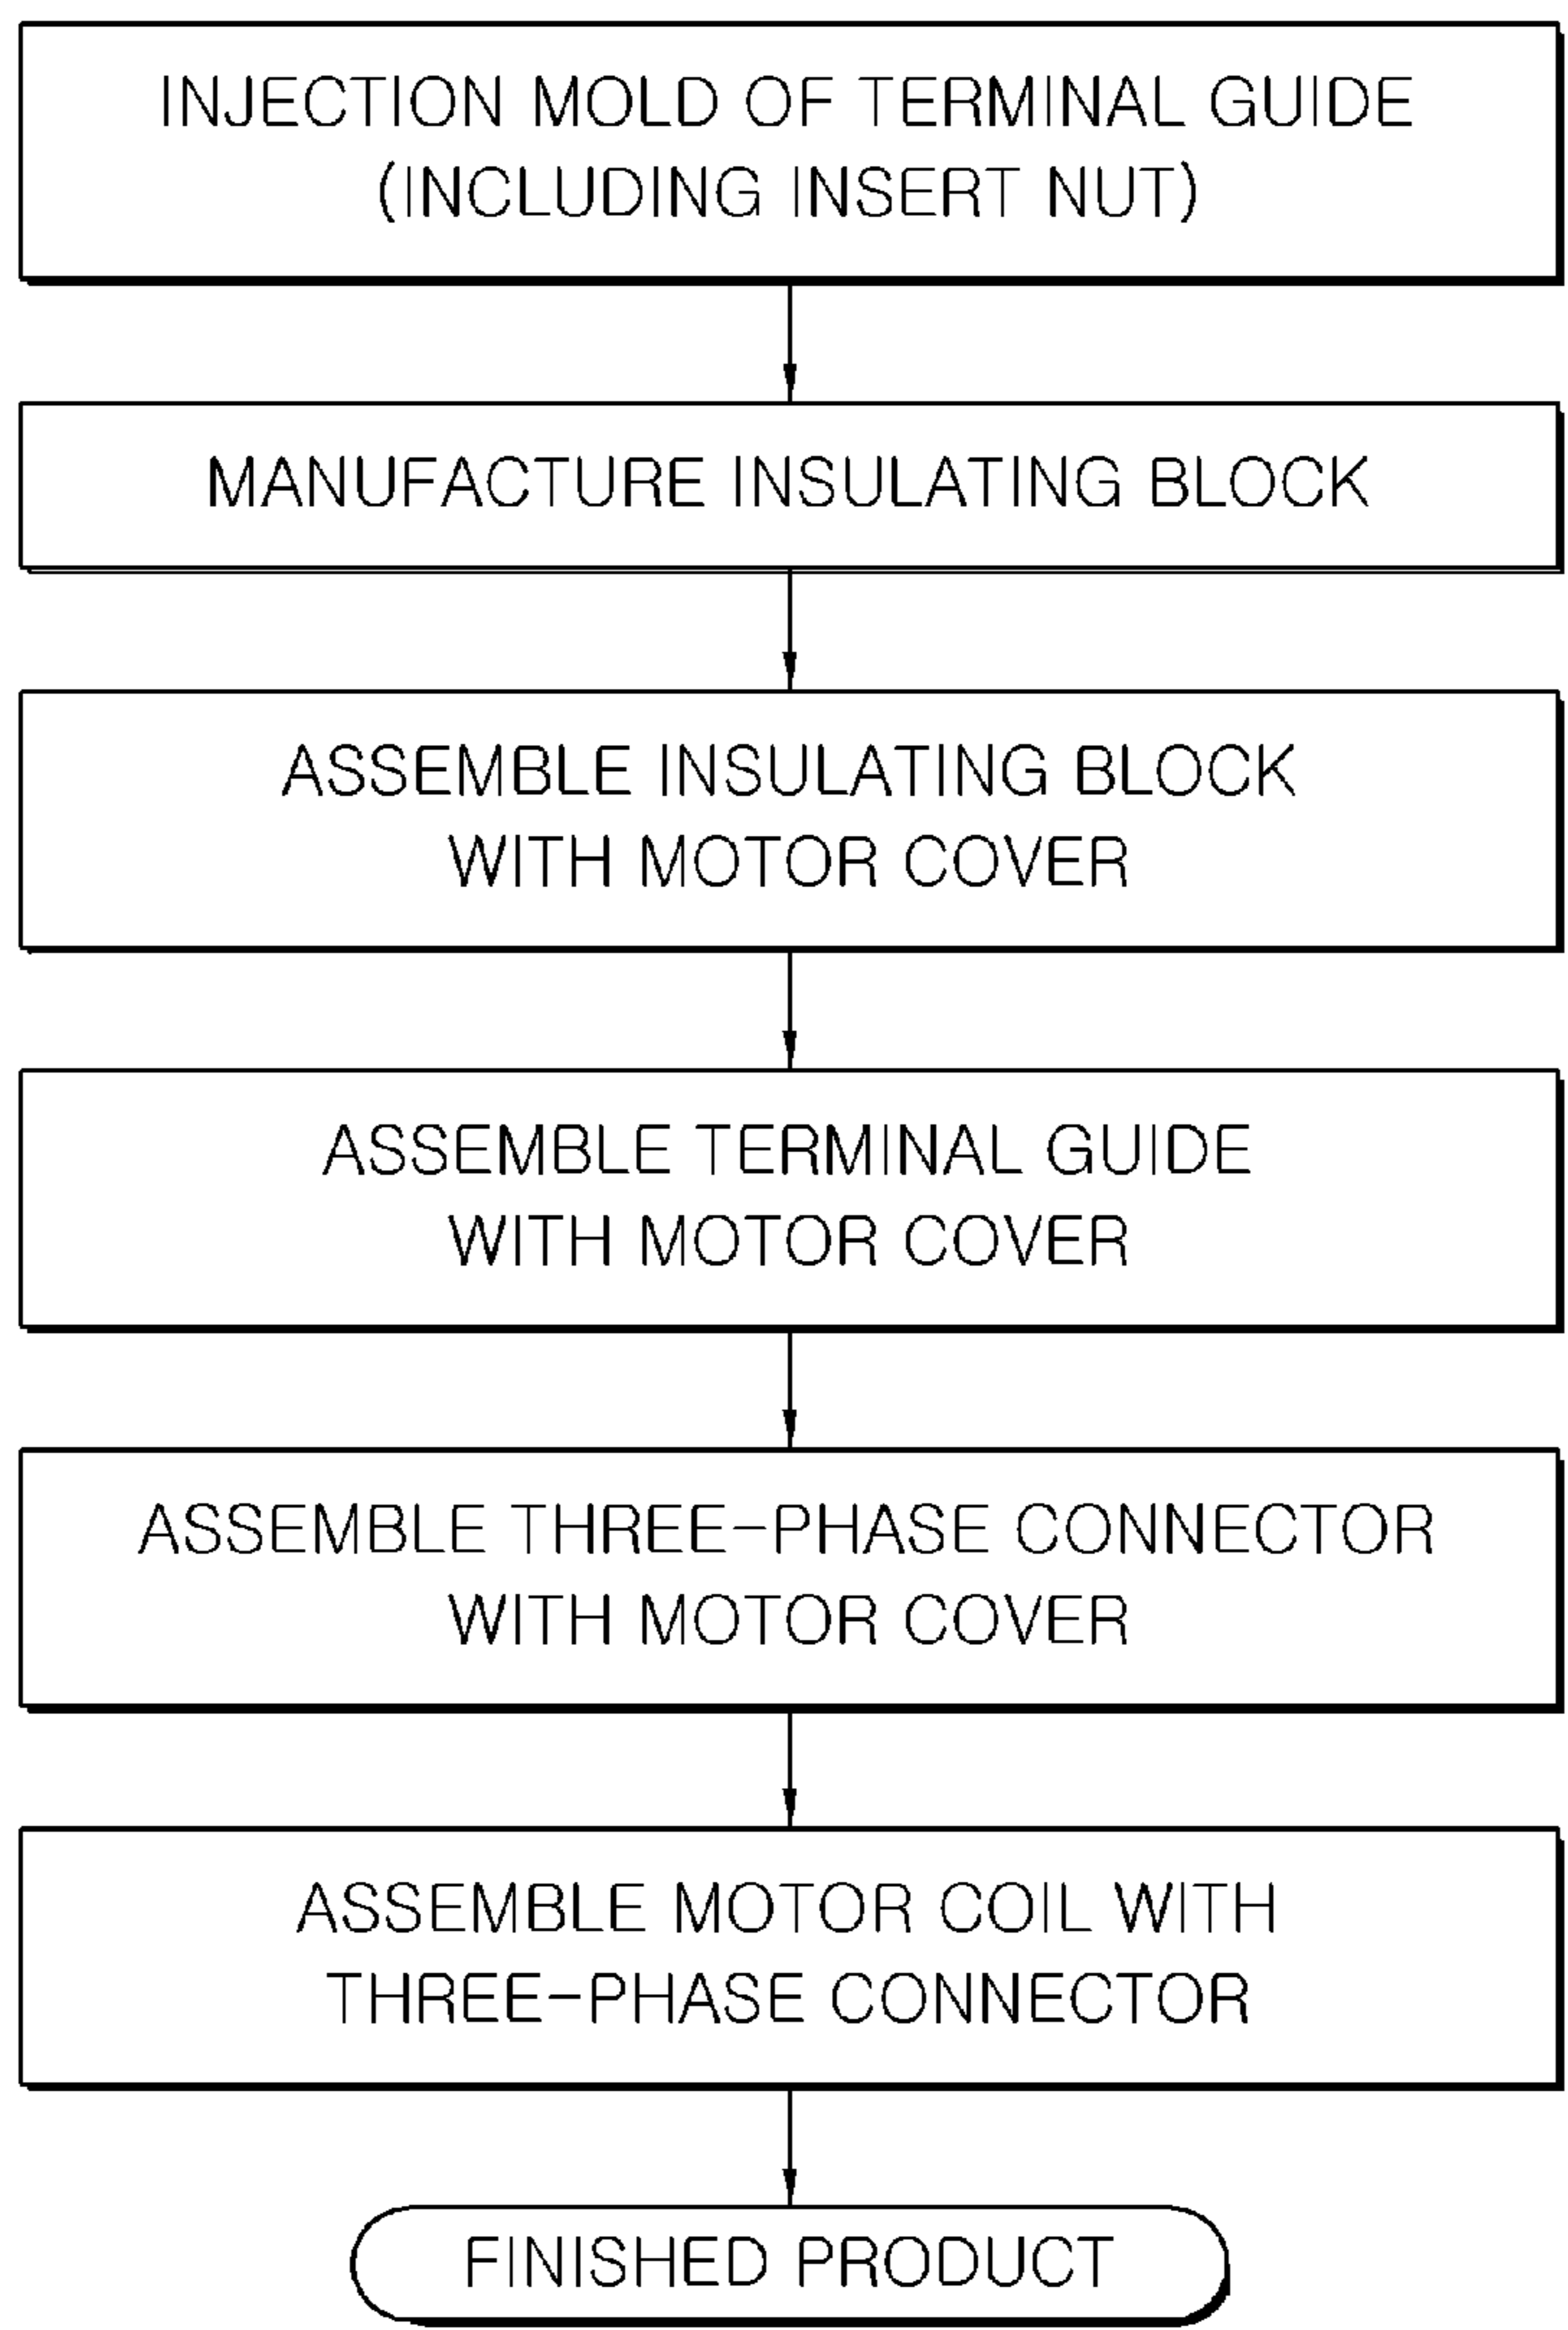 INJECTION MOLD OF TERMINAL GUIDE
(INCLUDING INSERT NUT)
MANUFACTURE INSULATING BLOCK
ASSEMBLE INSULATING BLOCK
WITH MOTOR COVER
ASSEMBLE TERMINAL GUIDE
WITH MOTOR COVER
ASSEMBLE THREE-PHASE CONNECTOR
WITH MOTOR COVER
ASSEMBLE MOTOR COIL WITH
THREE-PHASE CONNECTOR
FINISHED PRODUCT